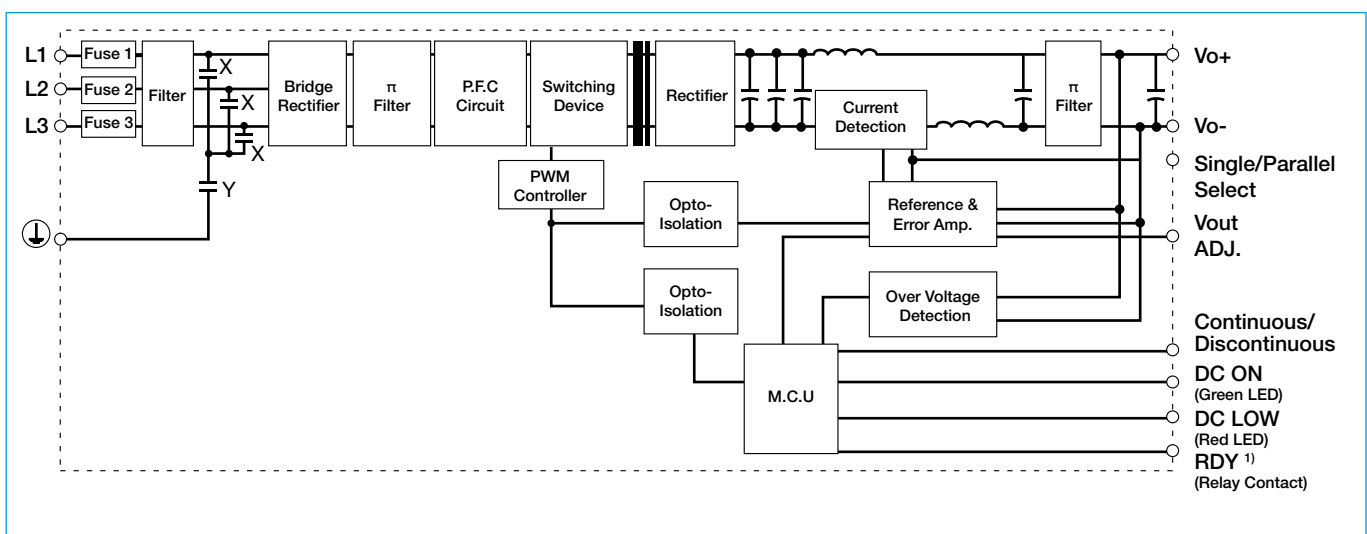 L1
Fuse 1
L2
Fuse 2
L3
Fuse 3
Filter
X
X
X
Y
Bridge
Rectifier
π
Filter
P.F.C
Circuit
Switching
Device
PWM
Controller
Rectifier
Current
Detection
π
Filter
Opto-
Isolation
Reference &
Error Amp.
Opto-
Isolation
Over Voltage
Detection
M.C.U
Vo+
Vo-
Single/Parallel
Select
Vout
ADJ.
Continuous/
Discontinuous
DC ON
(Green LED)
DC LOW
(Red LED)
RDY 1)
(Relay Contact)